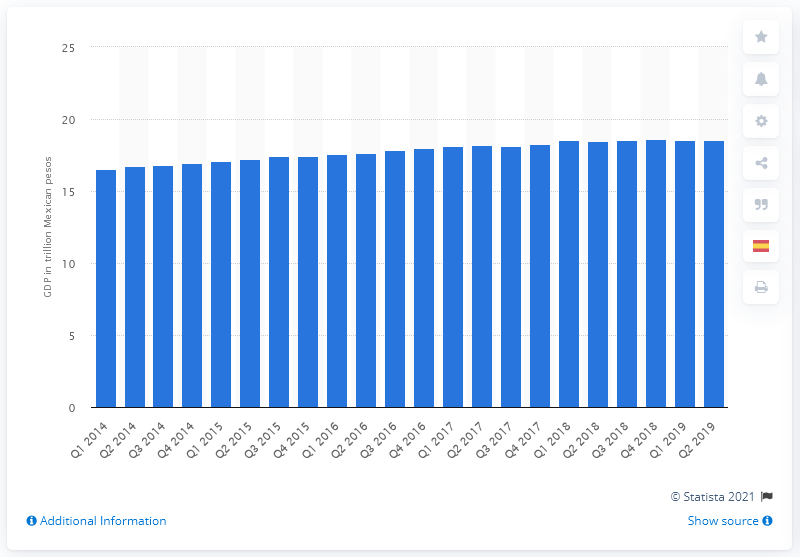 25
20
15
10
5
0
GDP in trillion Mexican pesos
Q1 2014
Q2 2014
Q3 2014
Q4 2014
Q1 2015
Q2 2015
Q3 2015
Q4 2015
Q1 2016
Q2 2016
Q3 2016
Q4 2016
Q1 2017
Q2 2017
Q3 2017
Q4 2017
Q1 2018
Q2 2018
Q3 2018
Q4 2018
Q1 2019
Q2 2019
© Statista 2021
Additional Information
Show source